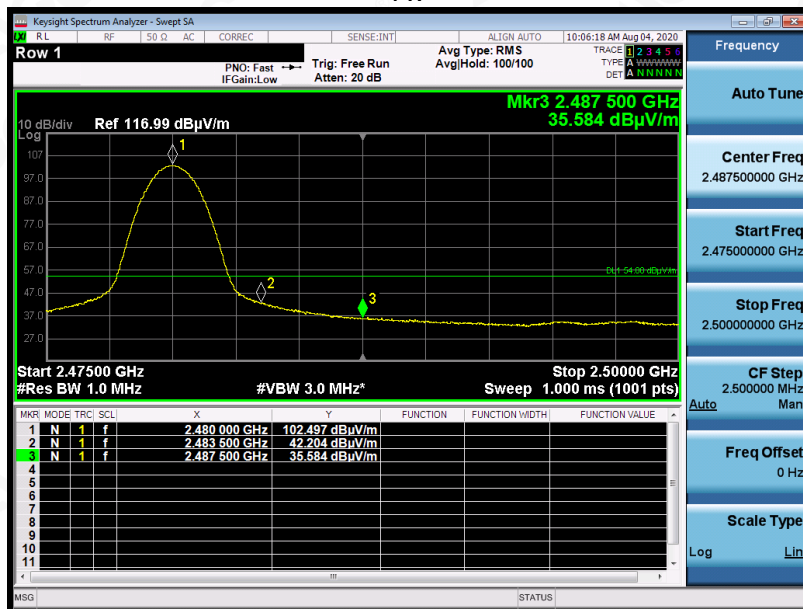 Keysight Spectrum Analyzer - Swept SA
LXI RL RF 50 Ω AC CORREC SENSE:INT ALIGN AUTO 10:06:18 AM Aug 04, 2020
Row 1
PNO: Fast
IFGain:Low
Trig: Free Run
Atten: 20 dB
Avg Type: RMS
Avg|Hold: 100/100
TRACE 1 2 3 4 5 6
TYPE A WWWWW
DET A N N N N N
Mkr3 2.487 500 GHz
35.584 dBµV/m
10 dB/div Ref 116.99 dBµV/m
Log
107
97.0
87.0
77.0
67.0
57.0
47.0
37.0
27.0
1
2
3
DL1 54.00 dBµV/m
Start 2.47500 GHz Stop 2.50000 GHz
#Res BW 1.0 MHz #VBW 3.0 MHz* Sweep 1.000 ms (1001 pts)
MKR MODE TRC SCL X Y FUNCTION FUNCTION WIDTH FUNCTION VALUE
1 N 1 f 2.480 000 GHz 102.497 dBµV/m
2 N 1 f 2.483 500 GHz 42.204 dBµV/m
3 N 1 f 2.487 500 GHz 35.584 dBµV/m
4
5
6
7
8
9
10
11
MSG STATUS
Frequency
Auto Tune
Center Freq
2.487500000 GHz
Start Freq
2.475000000 GHz
Stop Freq
2.500000000 GHz
CF Step
2.500000 MHz
Auto Man
Freq Offset
0 Hz
Scale Type
Log Lin